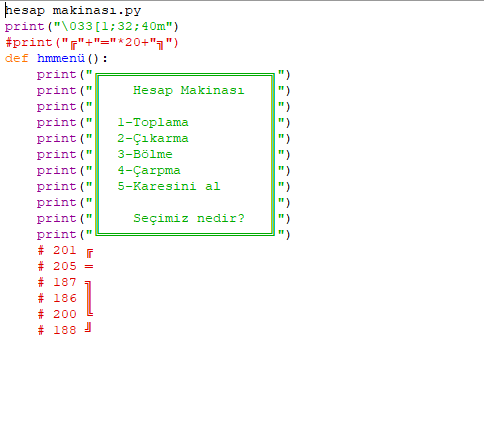 hesap makinası.py
print("\033[1;32;40m")
#print("╔"+"═"*20+"╗")
def hmmenü():
    print("╔════════════════════╗")
    print("║    Hesap Makinası   ║")
    print("║                    ║")
    print("║  1-Toplama         ║")
    print("║  2-Çıkarma         ║")
    print("║  3-Bölme           ║")
    print("║  4-Çarpma          ║")
    print("║  5-Karesini al     ║")
    print("║                    ║")
    print("║    Seçimiz nedir?   ║")
    print("╚════════════════════╝")
    # 201 ╔
    # 205 ═
    # 187 ╗
    # 186 ║
    # 200 ╚
    # 188 ╝